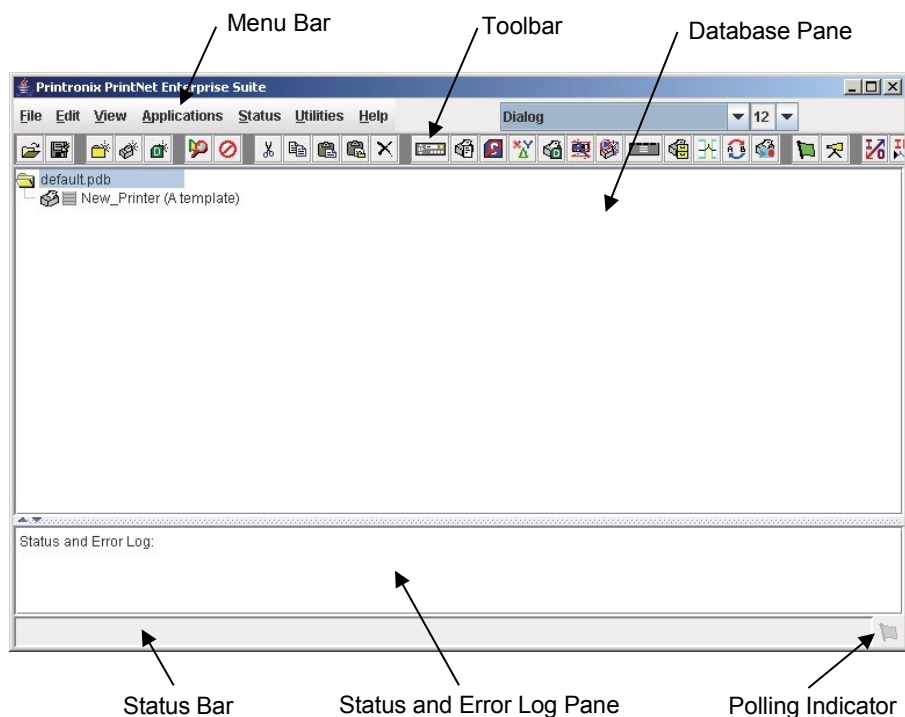 Menu Bar
Toolbar
Database Pane
Printronix PrintNet Enterprise Suite
File Edit View Applications Status Utilities Help
Dialog
12
default.pdb
New_Printer (A template)
Status and Error Log:
Status Bar
Status and Error Log Pane
Polling Indicator